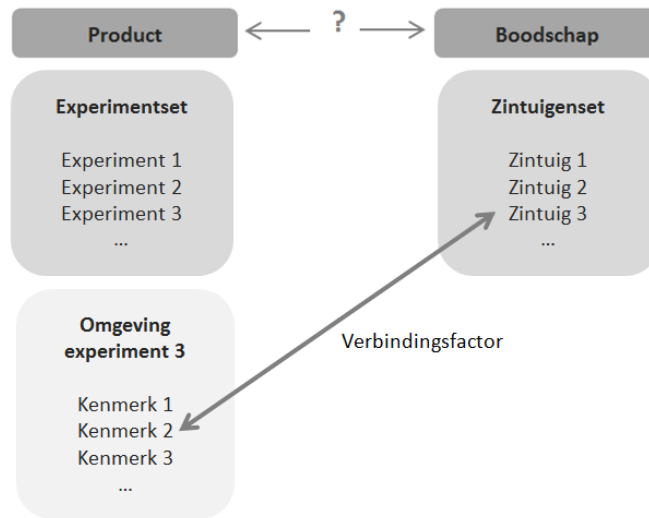 Product
?
Boodschap
Experimentset
Experiment 1
Experiment 2
Experiment 3
...
Zintuigenset
Zintuig 1
Zintuig 2
Zintuig 3
...
Omgeving
experiment 3
Kenmerk 1
Kenmerk 2
Kenmerk 3
...
Verbindingsfactor